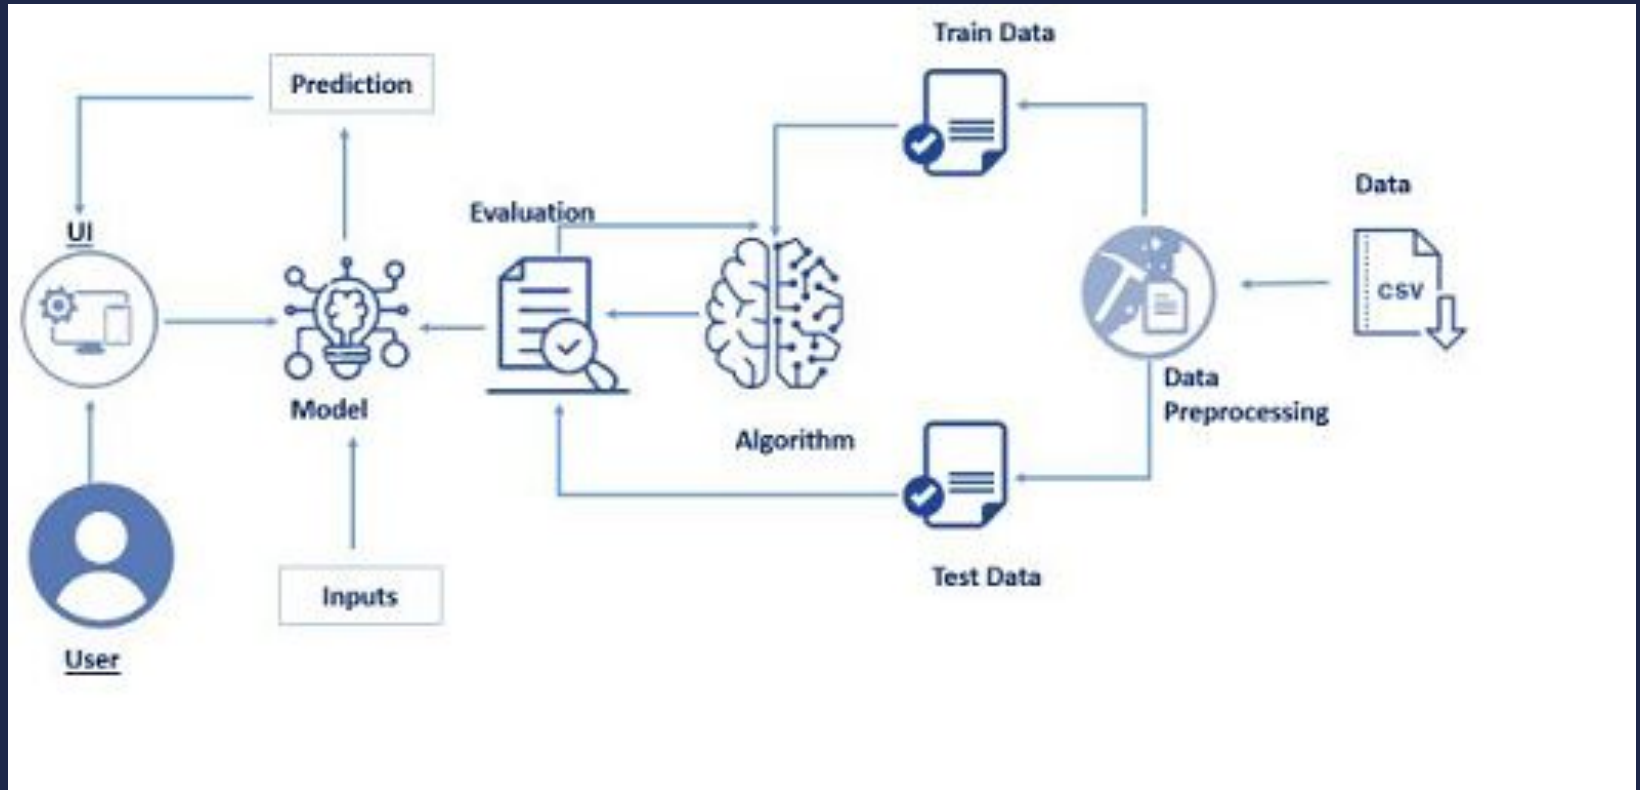 Train Data
Prediction
Data
Evaluation
UI
CSV
Data
Preprocessing
Model
Algorithm
Test Data
Inputs
User